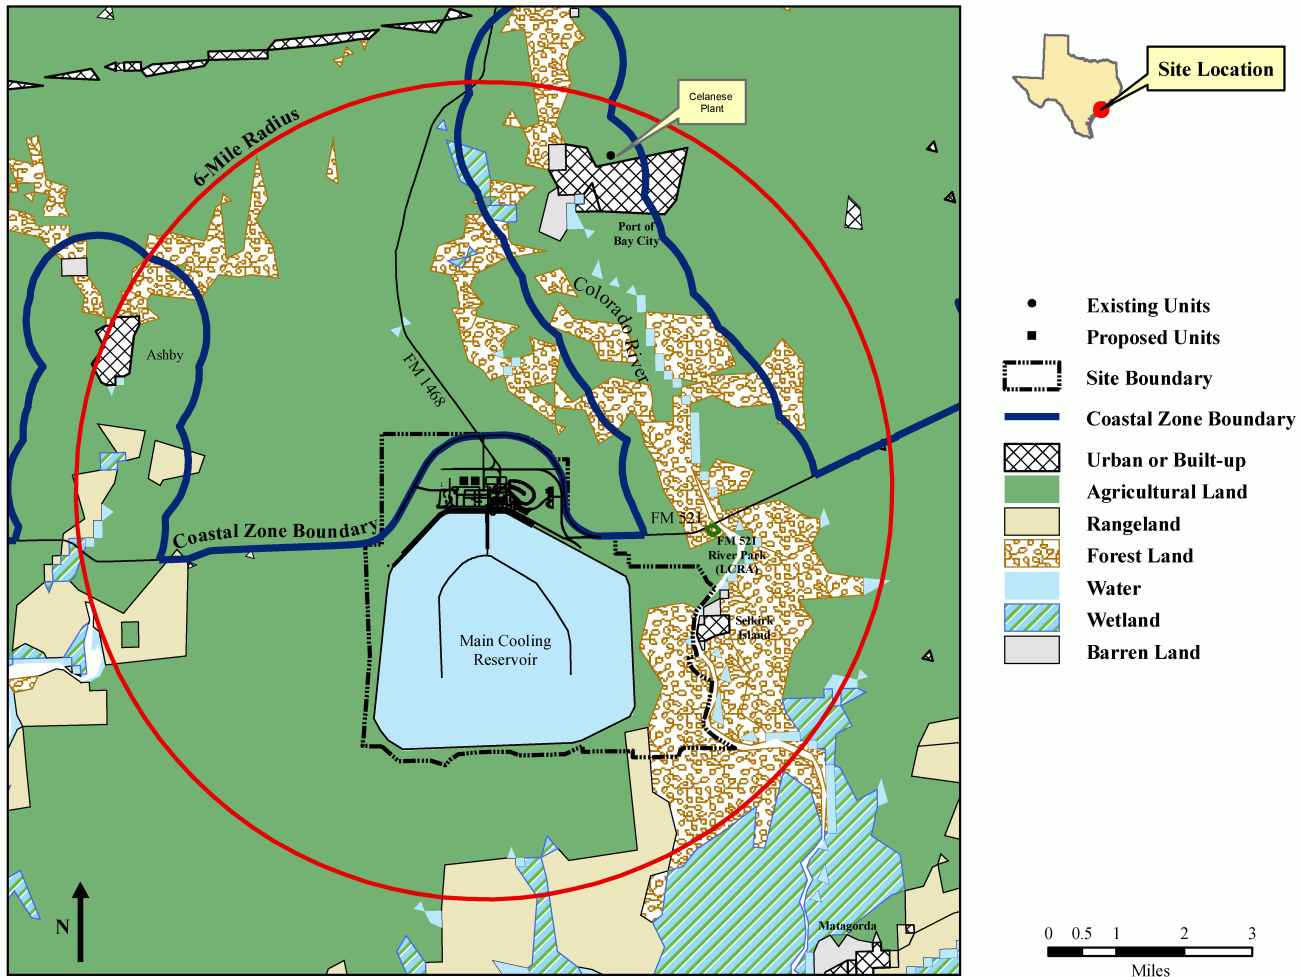 6-Mile Radius
Celanese
Plant
Port of
Bay City
Colorado River
Ashby
FM 1468
Coastal Zone Boundary
FM 521
FM 521
River Park
(LCRA)
Selkirk
Island
Main Cooling
Reservoir
Matagorda
N
Site Location
Existing Units
Proposed Units
Site Boundary
Coastal Zone Boundary
Urban or Built-up
Agricultural Land
Rangeland
Forest Land
Water
Wetland
Barren Land
0 0.5 1 2 3
Miles